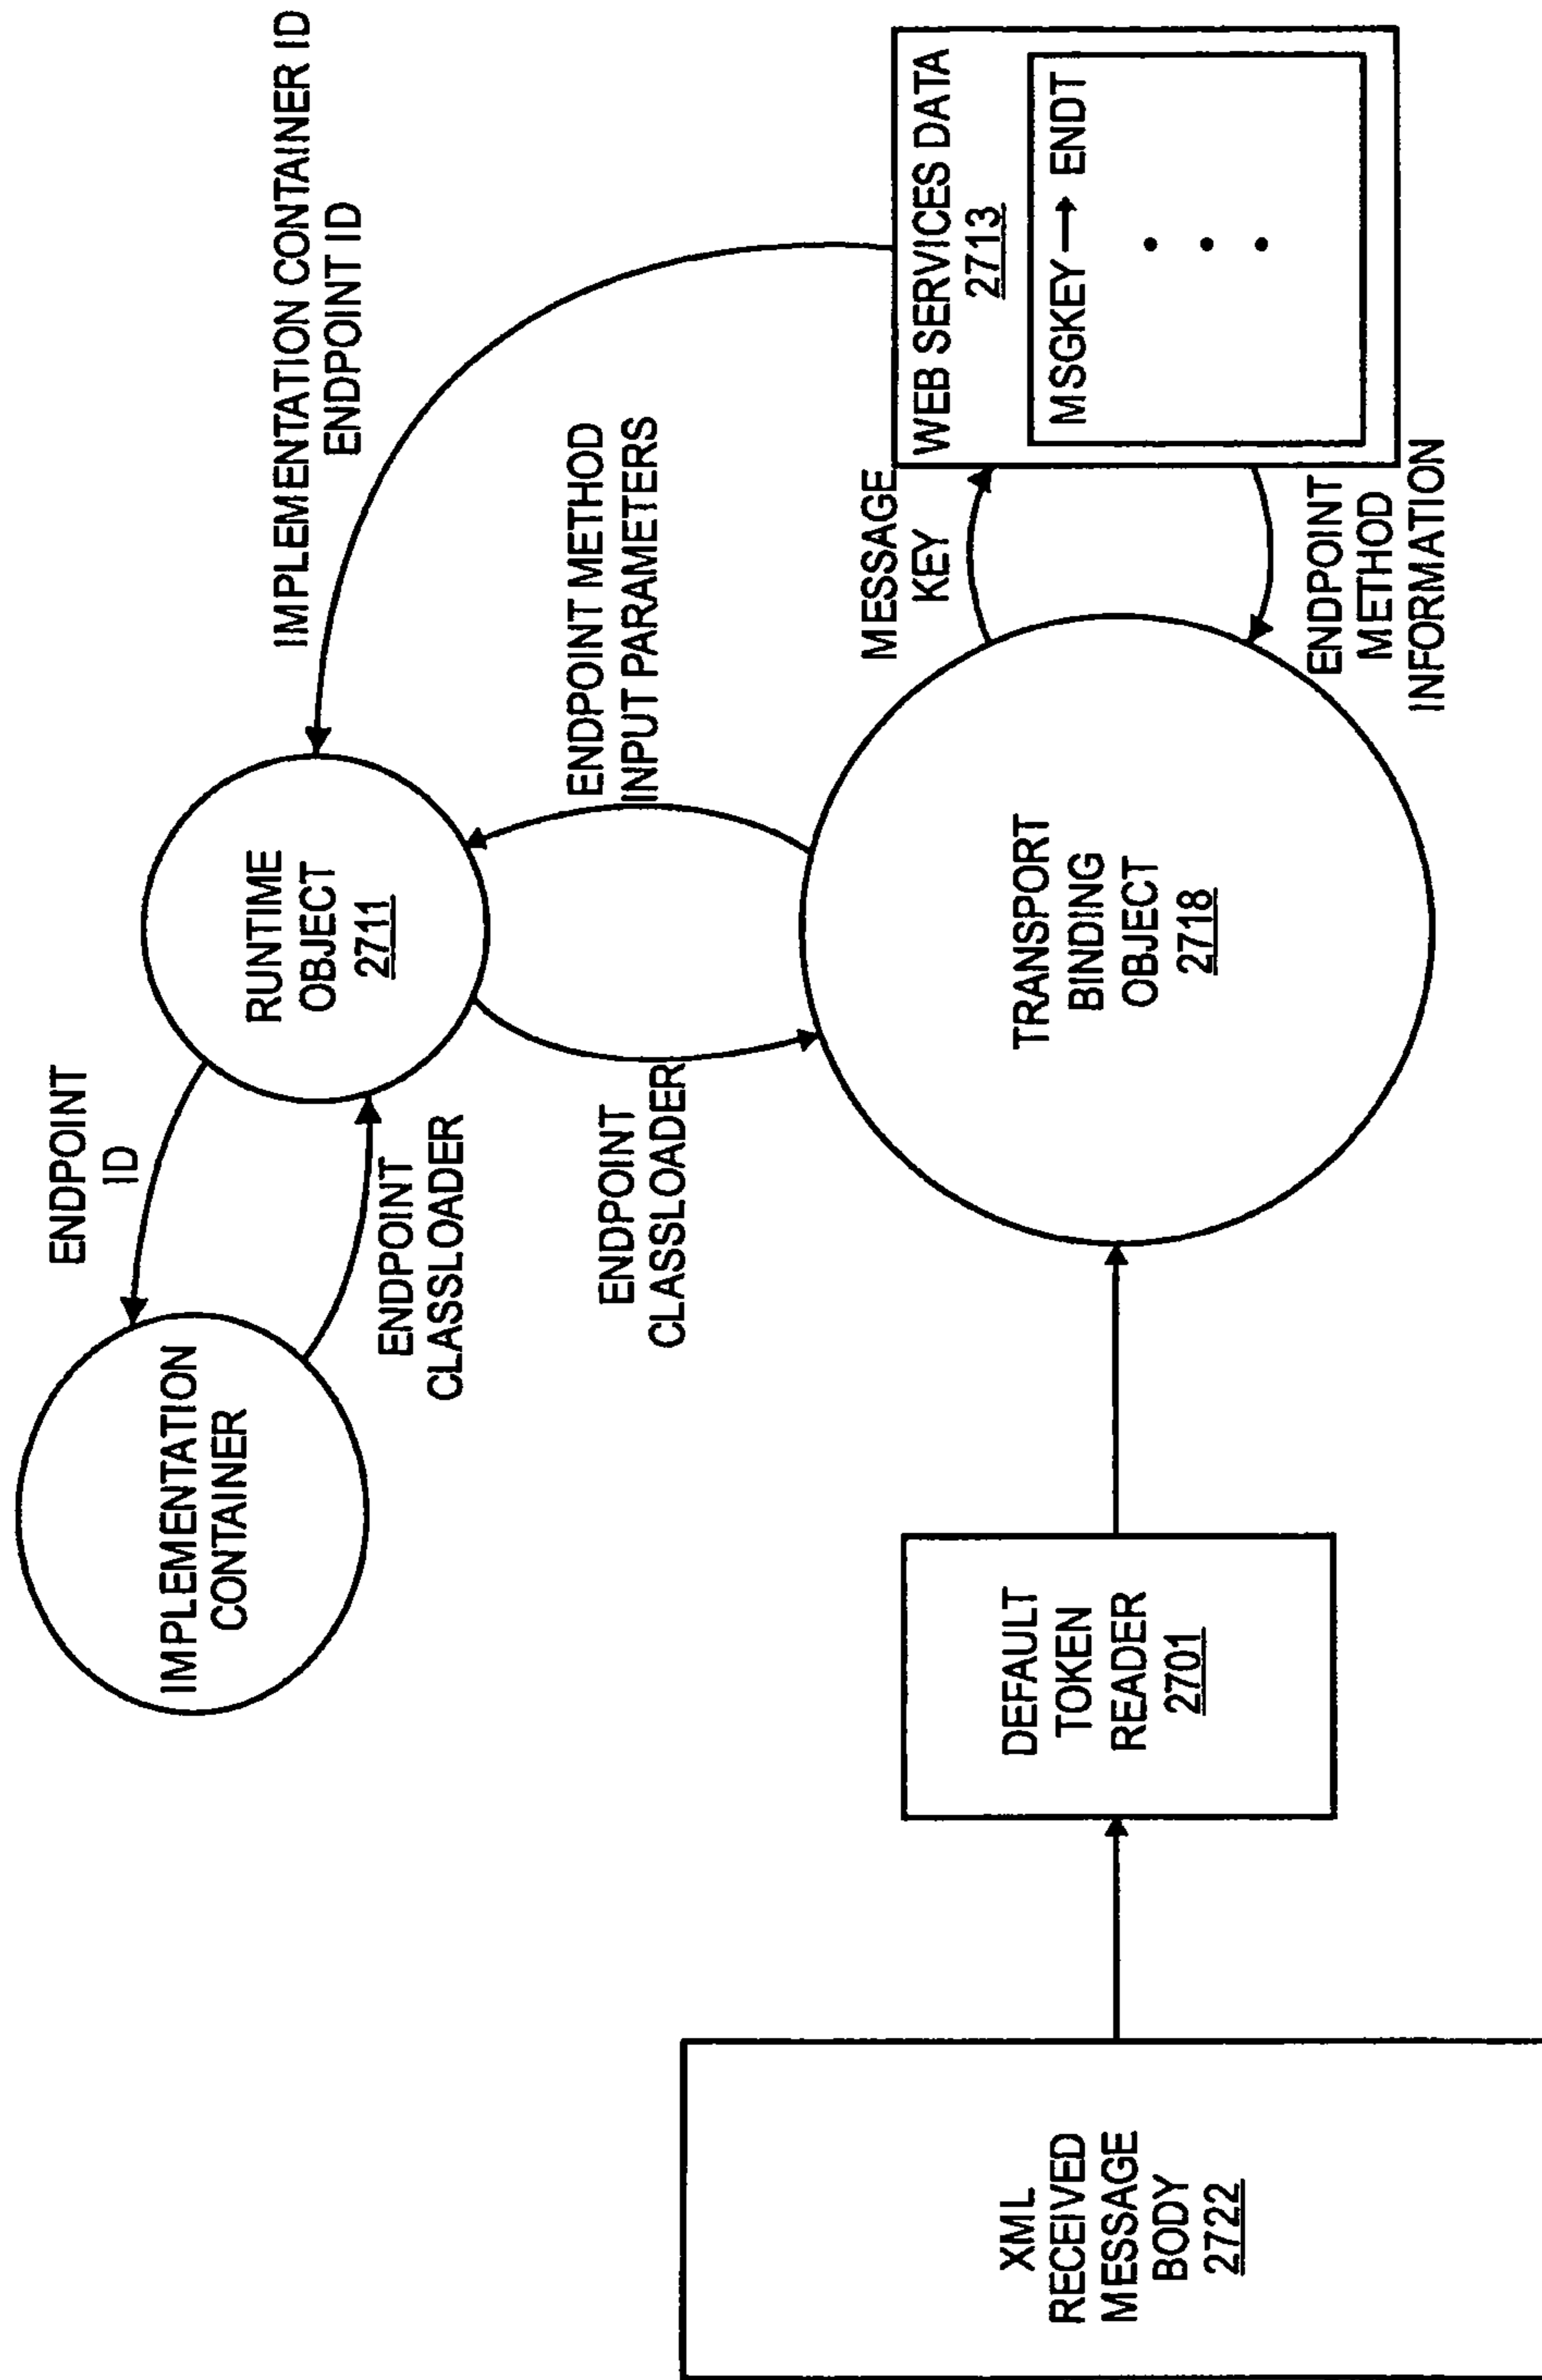 IMPLEMENTATION
CONTAINER
ENDPOINT
ID
ENDPOINT
CLASSLOADER
RUNTIME
OBJECT
2711
IMPLEMENTATION CONTAINER ID
ENDPOINT ID
ENDPOINT
CLASSLOADER
ENDPOINT METHOD
INPUT PARAMETERS
XML
RECEIVED
MESSAGE
BODY
2722
DEFAULT
TOKEN
READER
2701
TRANSPORT
BINDING
OBJECT
2718
MESSAGE
KEY
ENDPOINT
METHOD
INFORMATION
WEB SERVICES DATA
2713
MSGKEY → ENDT